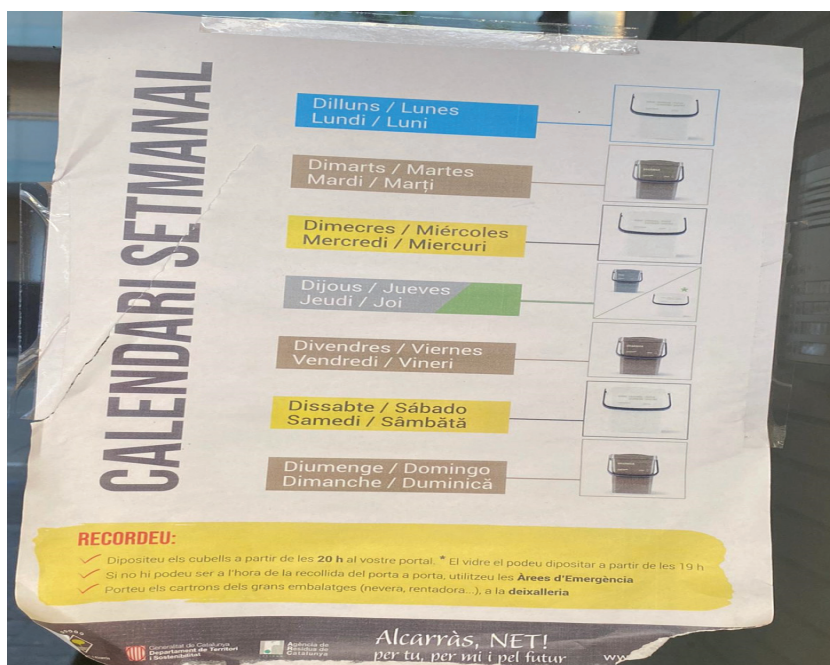 CALENDARI SETMANAL
Dilluns / Lunes
Lundi / Luni
Dimarts / Martes
Mardi / Marți
Dimecres / Miércoles
Mercredi / Miercuri
Dijous / Jueves
Jeudi / Joi
Divendres / Viernes
Vendredi / Vineri
Dissabte / Sábado
Samedi / Sâmbătă
Diumenge / Domingo
Dimanche / Duminică
RECORDEU:
Dipositeu els cubells a partir de les 20 h al vostre portal. * El vidre el podeu dipositar a partir de les 19 h
Si no hi podeu ser a l'hora de la recollida del porta a porta, utilitzeu les Àrees d'Emergència
Porteu els cartrons dels grans embalatges (nevera, rentadora...), a la deixalleria
Generalitat de Catalunya
Departament de Territori
i Sostenibilitat
Agència de
Residus de
Catalunya
Alcarràs, NET!
per tu, per mi i pel futur